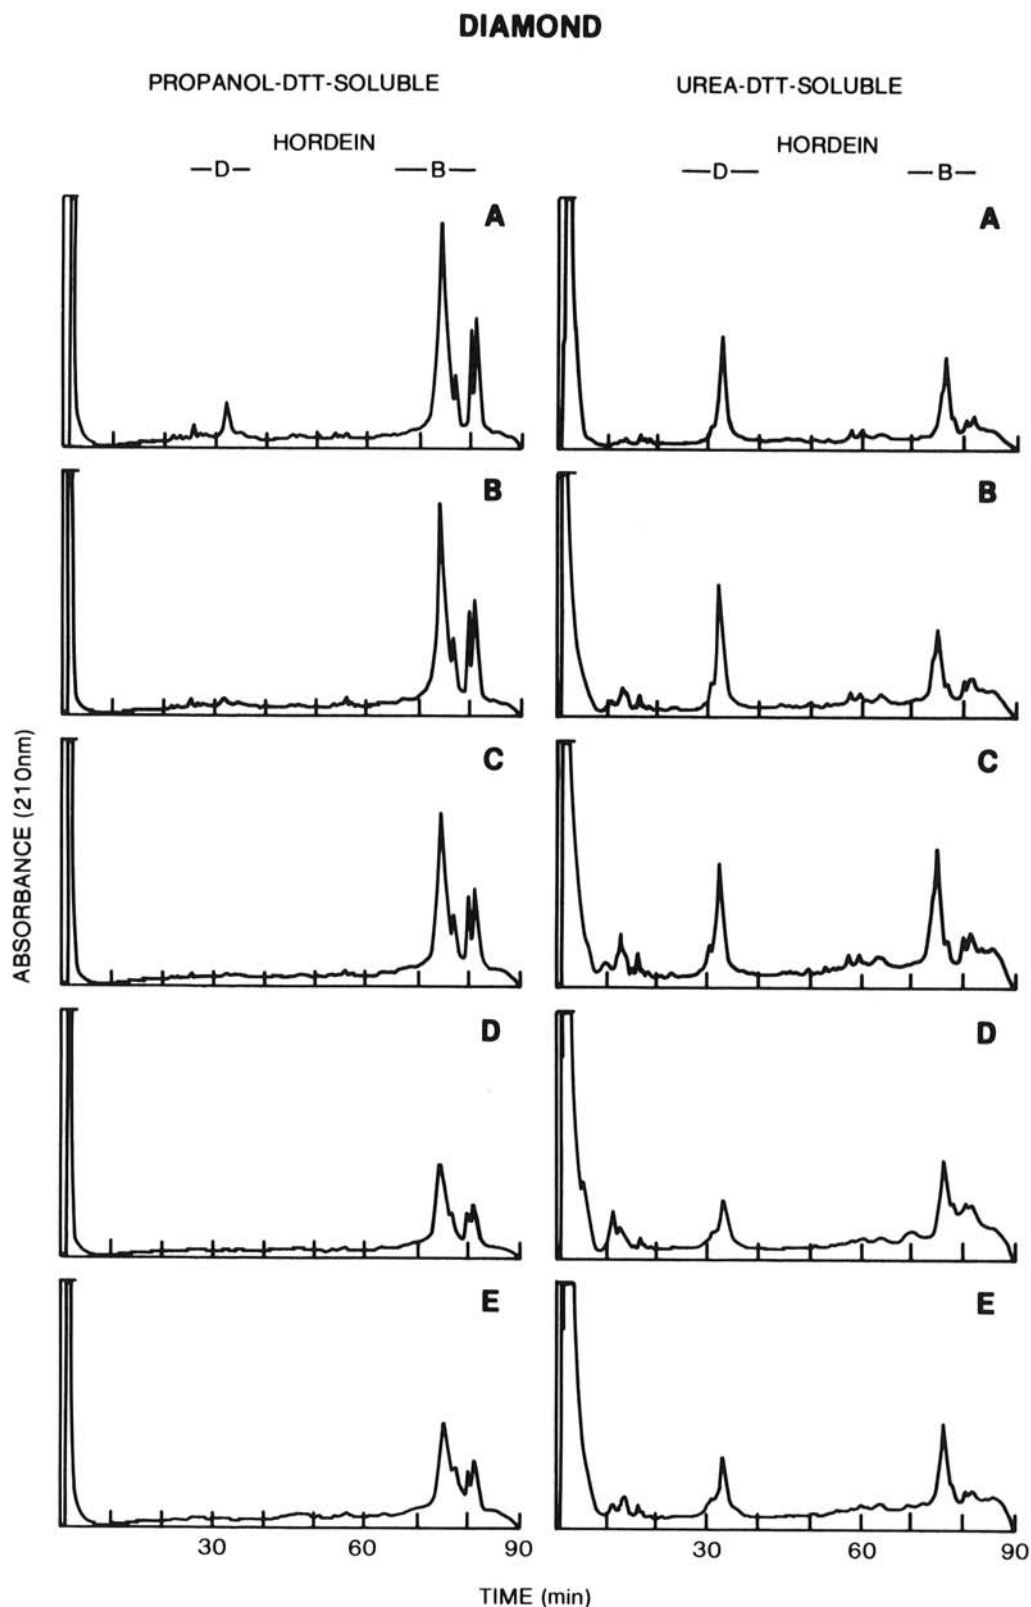 DIAMOND
PROPANOL-DTT-SOLUBLE
UREA-DTT-SOLUBLE
HORDEIN
HORDEIN
D
B
D
B
A
A
B
B
C
C
D
D
E
E
ABSORBANCE (210nm)
30
60
90
30
60
90
TIME (min)